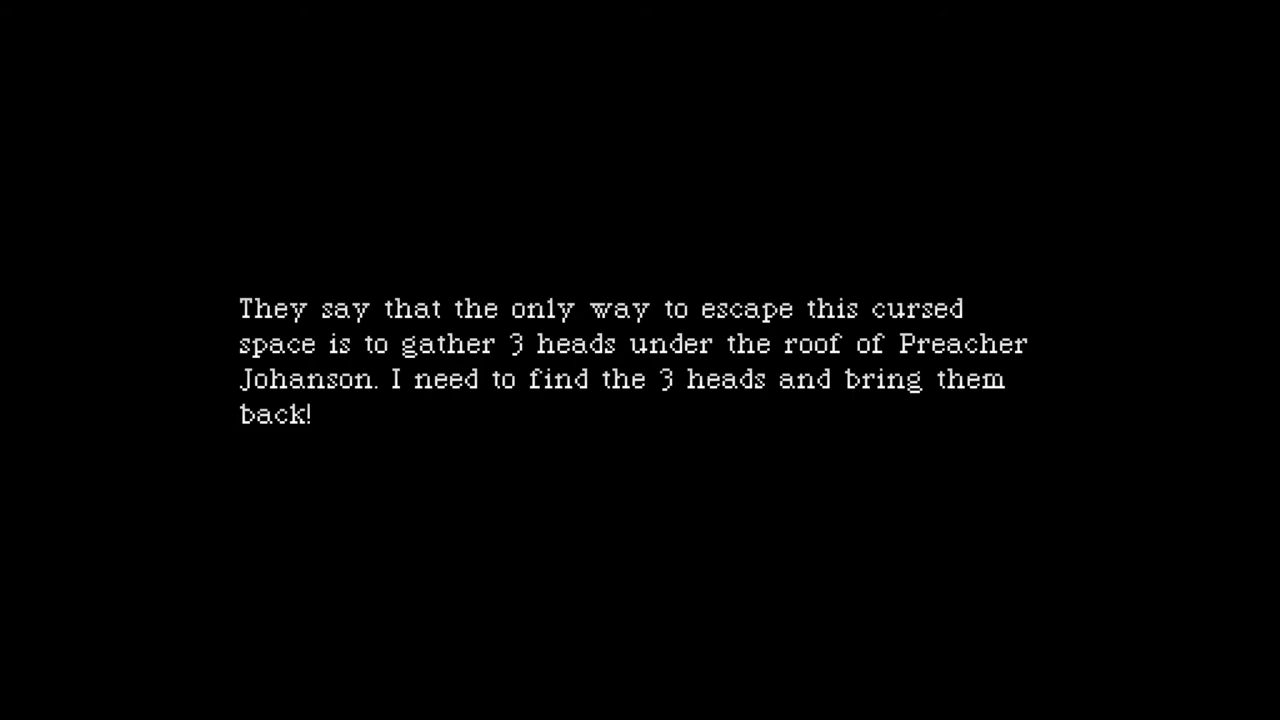 They say that the only way to escape this cursed
space is to gather 3 heads under the roof of Preacher
Johanson. I need to find the 3 heads and bring them
back!